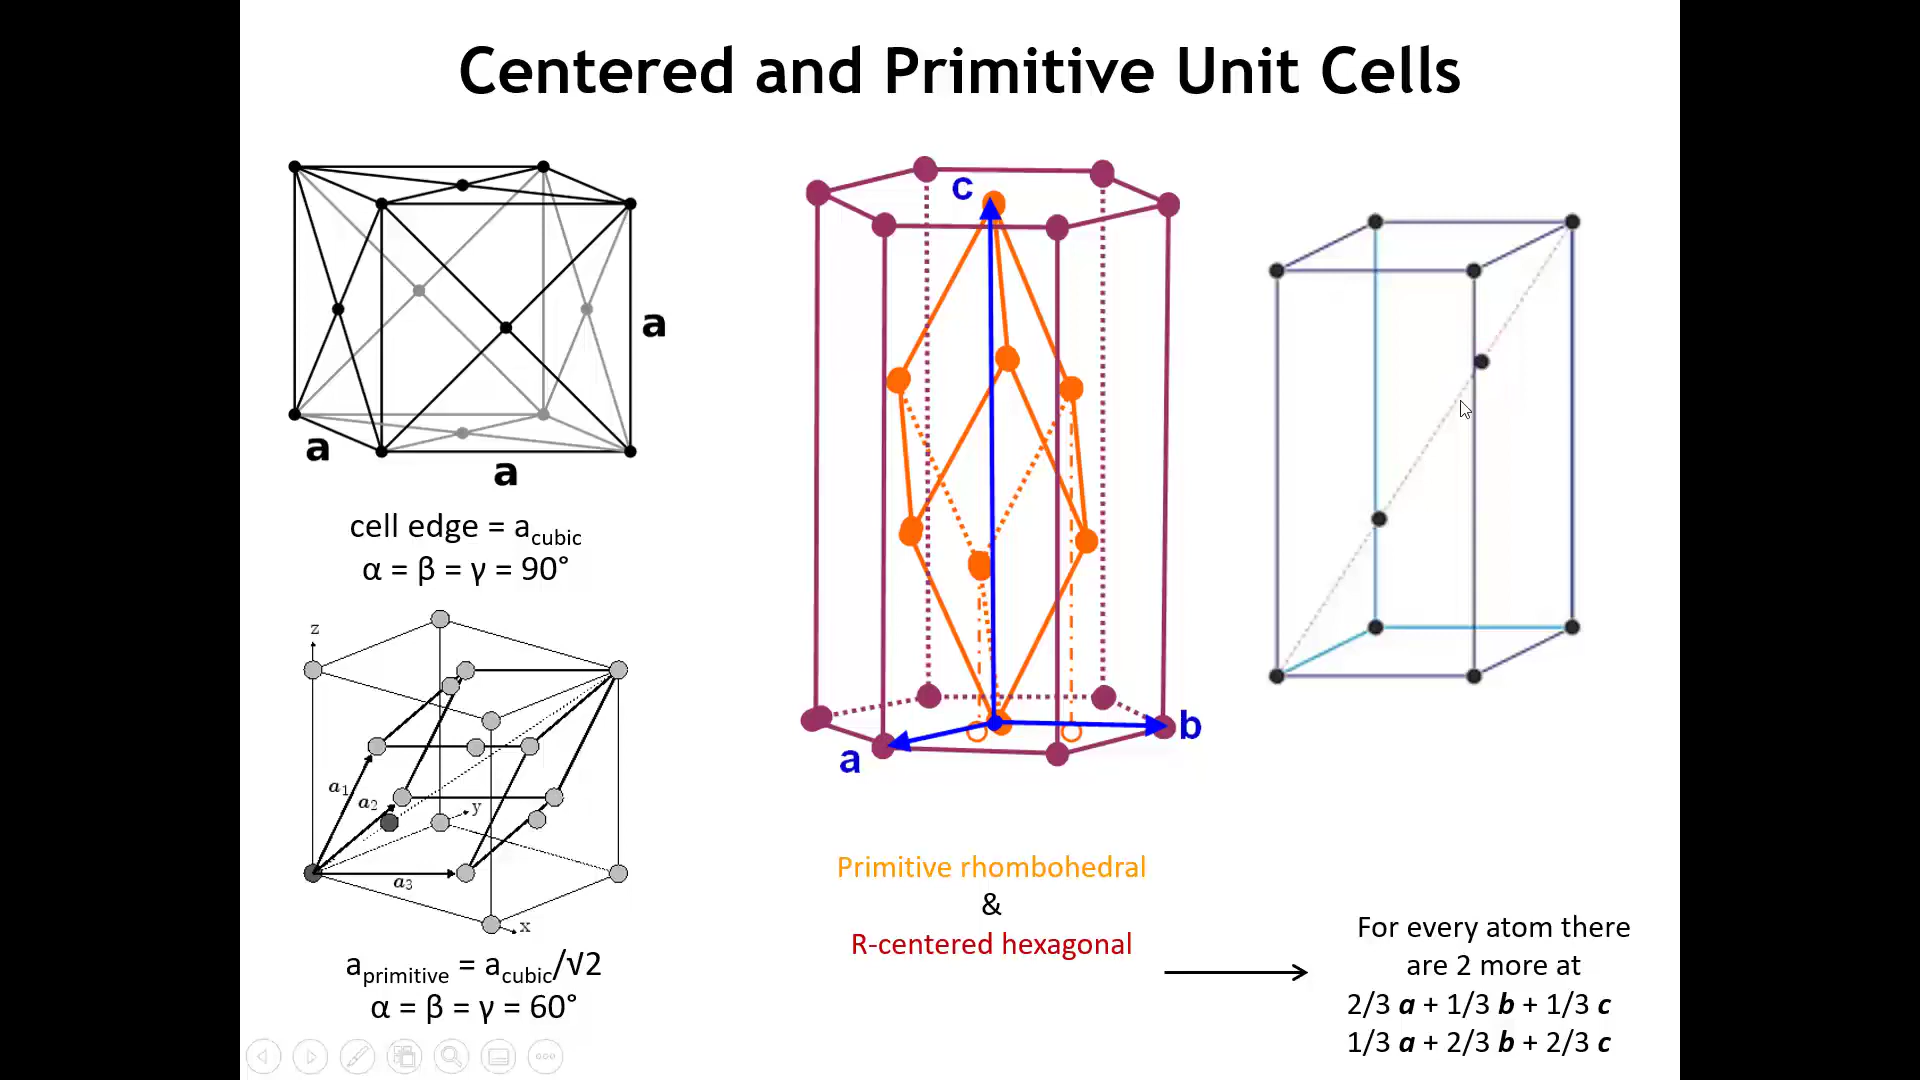 Centered and Primitive Unit Cells
a
a
a
cell edge = a_cubic
α = β = γ = 90°
z
a₁
a₂
y
a₃
x
a_primitive = a_cubic/√2
α = β = γ = 60°
c
b
a
Primitive rhombohedral
&
R-centered hexagonal
For every atom there
are 2 more at
2/3 a + 1/3 b + 1/3 c
1/3 a + 2/3 b + 2/3 c